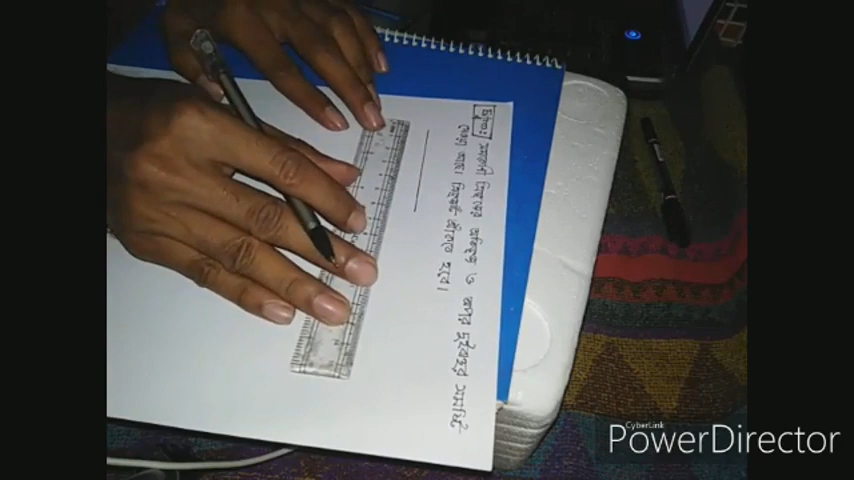 সমকোণী ত্রিভুজের অতিভুজ ও অপর দুইবাহুর সমষ্টি
দেওয়া আছে। ত্রিভুজটি আঁকতে হবে।
CyberLink
PowerDirector